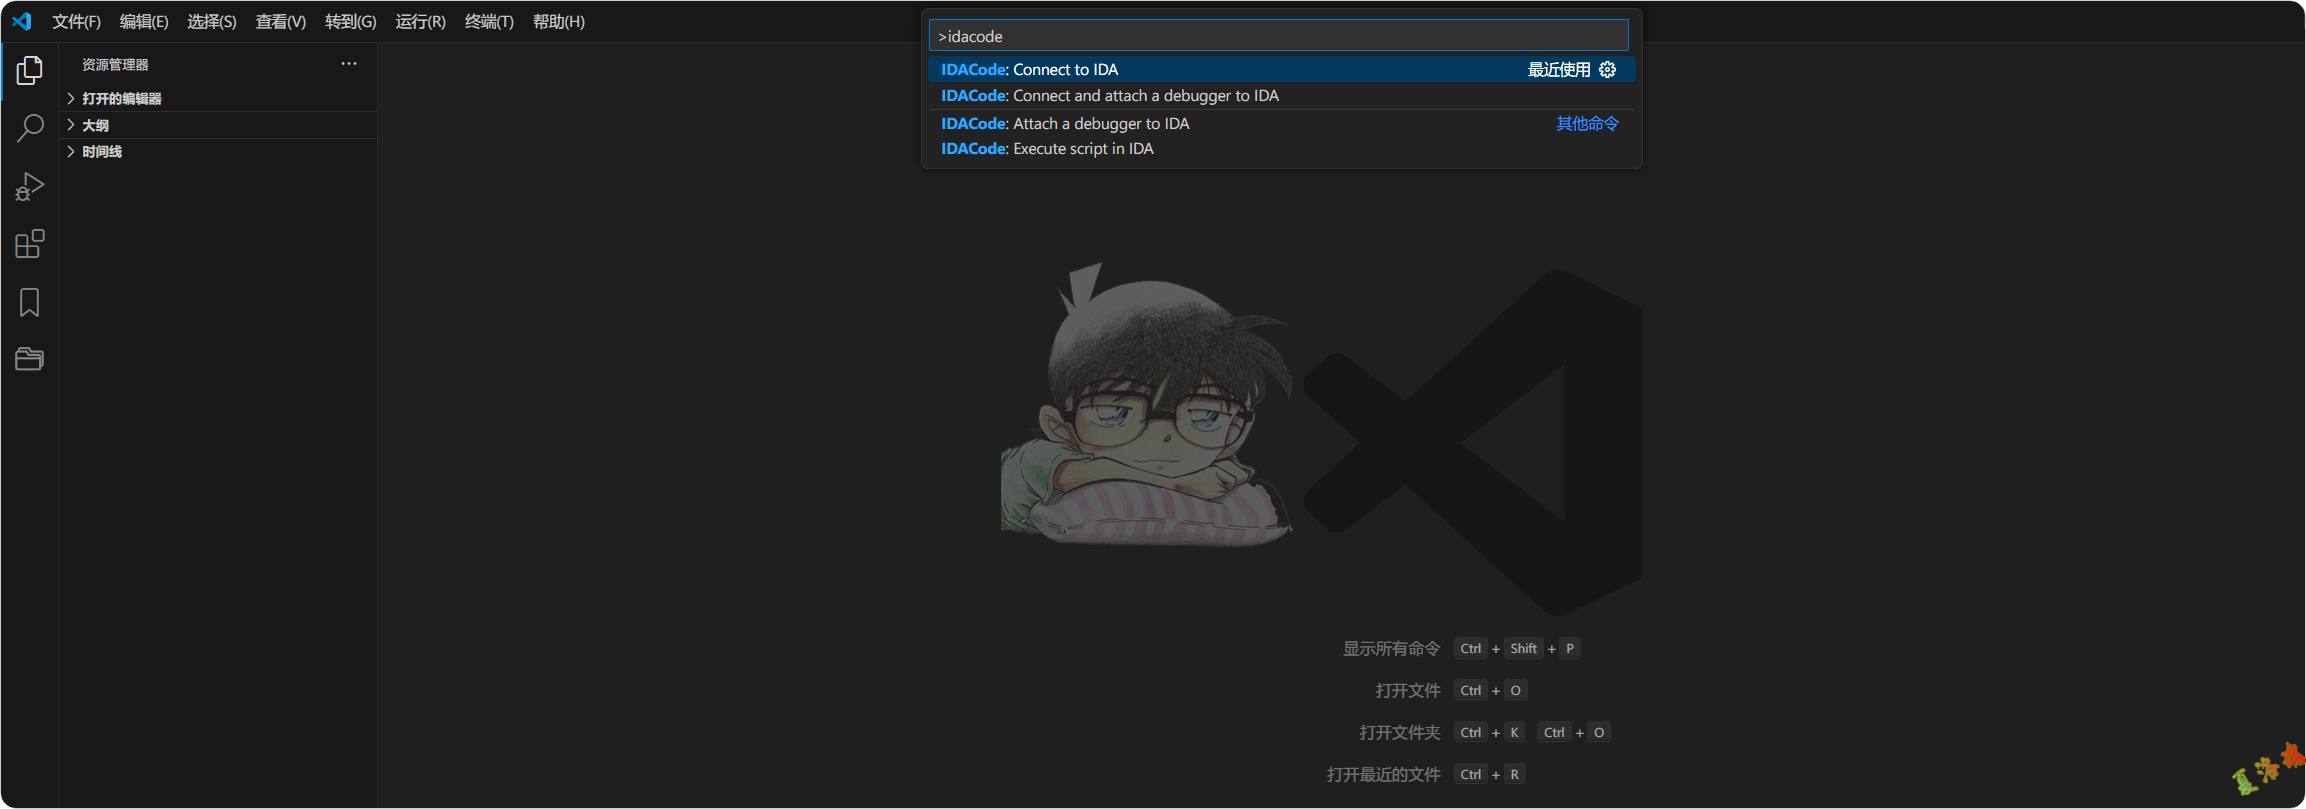 文件(F) 编辑(E) 选择(S) 查看(V) 转到(G) 运行(R) 终端(T) 帮助(H)
>idacode
IDACode: Connect to IDA 最近使用
IDACode: Connect and attach a debugger to IDA
IDACode: Attach a debugger to IDA 其他命令
IDACode: Execute script in IDA
资源管理器
打开的编辑器
大纲
时间线
显示所有命令 Ctrl + Shift + P
打开文件 Ctrl + O
打开文件夹 Ctrl + K Ctrl + O
打开最近的文件 Ctrl + R